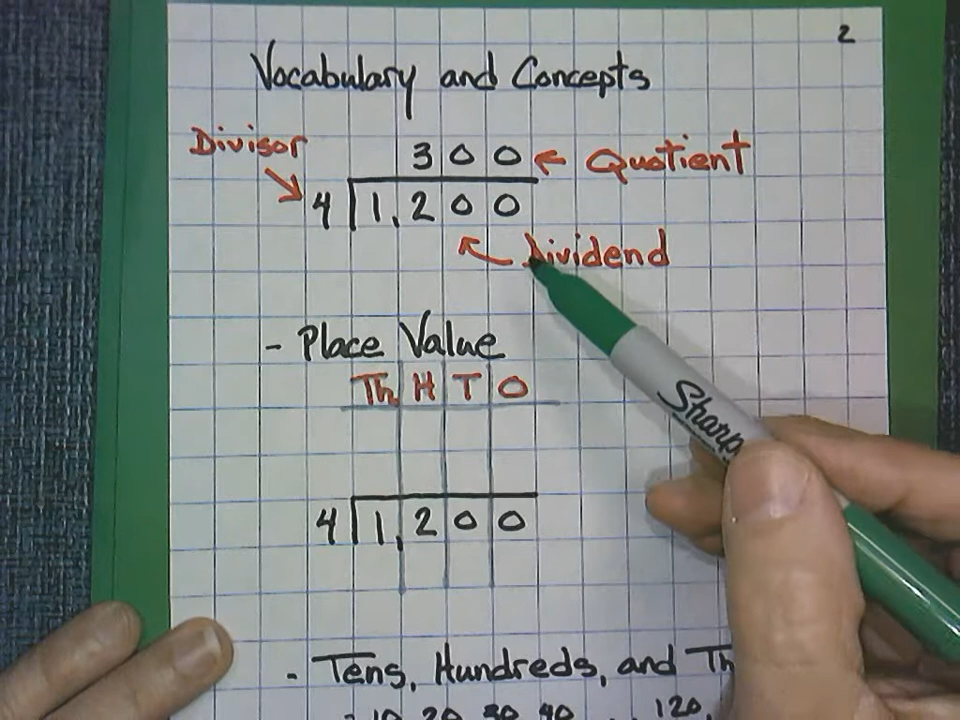 2
Vocabulary and Concepts
Divisor
300 ← Quotient
4 1,200
Dividend
- Place Value
Th H T O
4 1,200
- Tens, Hundreds, and Th
10 20 30 40 .. 120,
Sharp